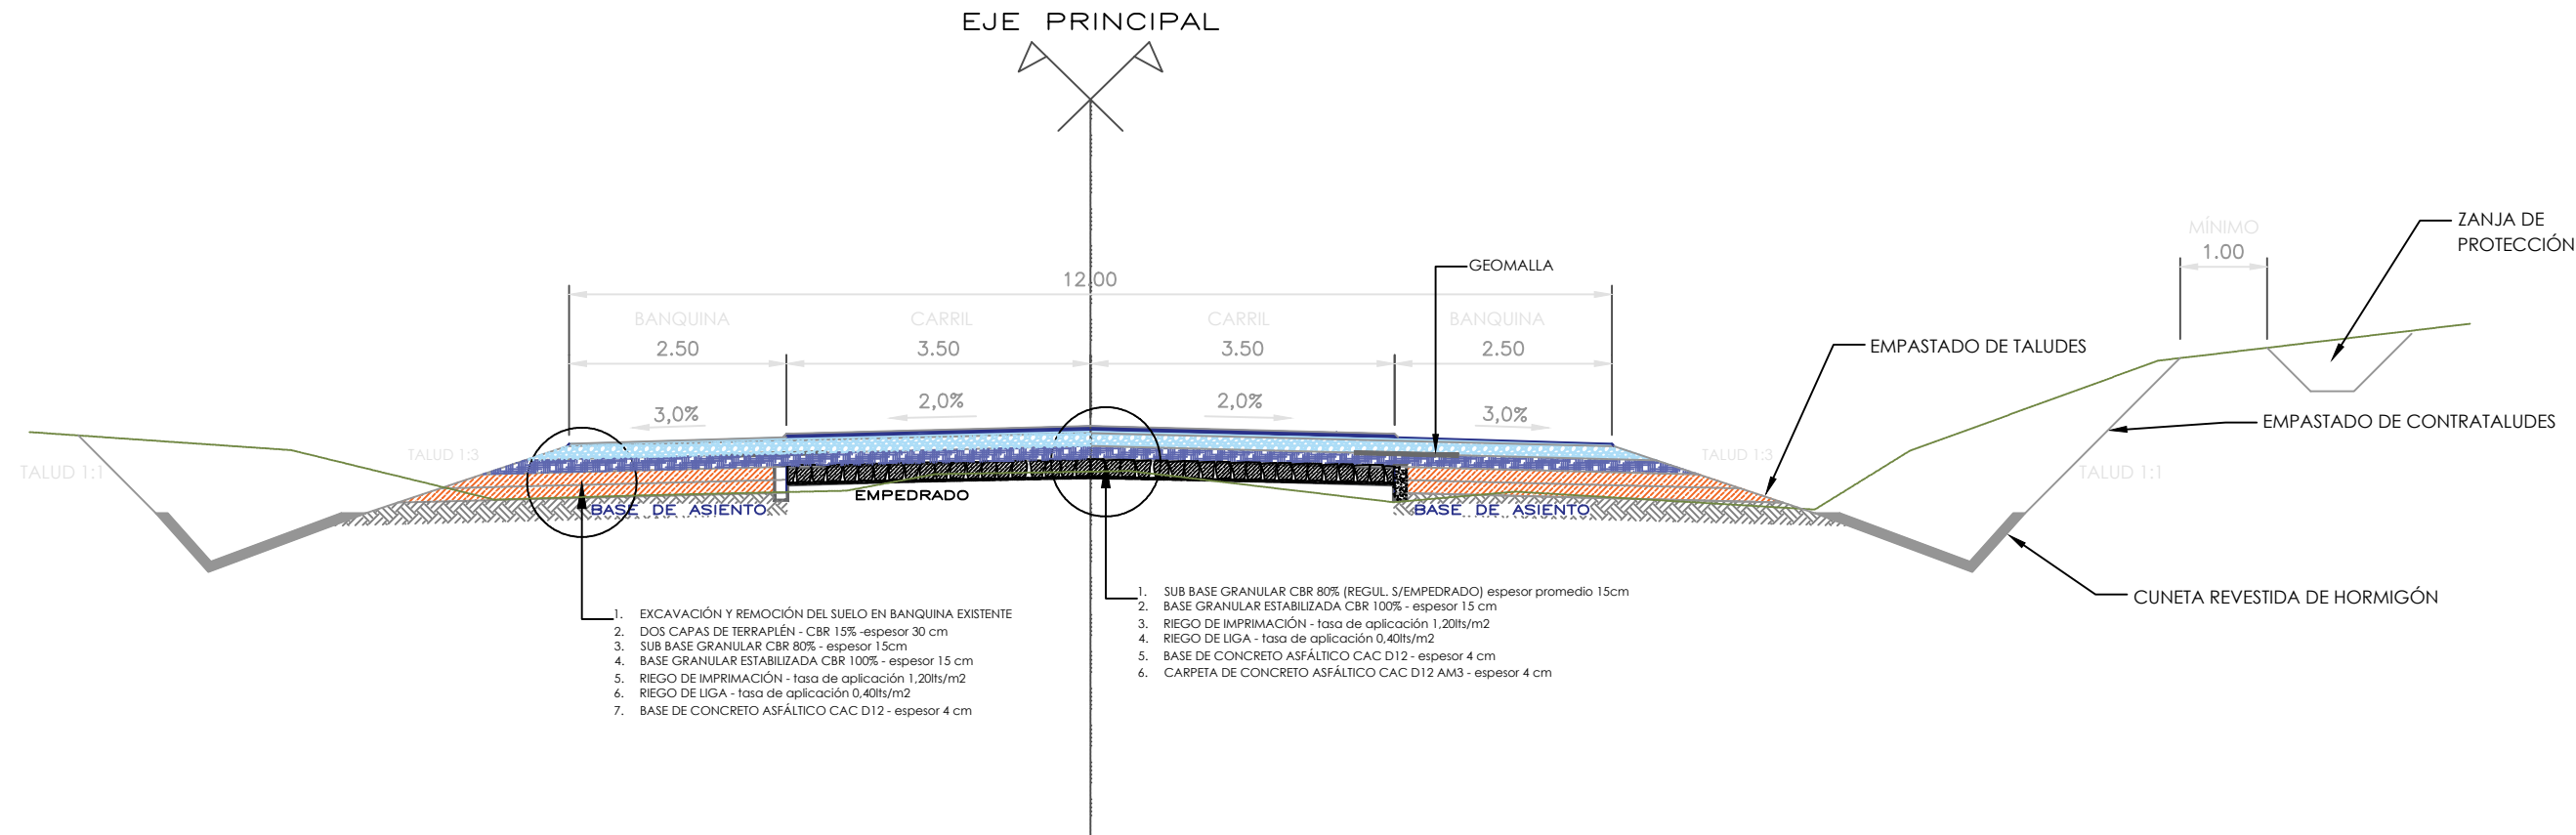 EJE PRINCIPAL
ZANJA DE
PROTECCIÓN
MÍNIMO
1.00
GEOMALLA
12.00
BANQUINA
CARRIL
CARRIL
BANQUINA
2.50
3.50
3.50
2.50
EMPASTADO DE TALUDES
3,0%
2,0%
2,0%
3,0%
EMPASTADO DE CONTRATALUDES
TALUD 1:1
TALUD 1:3
TALUD 1:3
TALUD 1:1
EMPEDRADO
BASE DE ASIENTO
BASE DE ASIENTO
CUNETA REVESTIDA DE HORMIGÓN
1. EXCAVACIÓN Y REMOCIÓN DEL SUELO EN BANQUINA EXISTENTE
2. DOS CAPAS DE TERRAPLÉN - CBR 15% -espesor 30 cm
3. SUB BASE GRANULAR CBR 80% - espesor 15cm
4. BASE GRANULAR ESTABILIZADA CBR 100% - espesor 15 cm
5. RIEGO DE IMPRIMACIÓN - tasa de aplicación 1,20lts/m2
6. RIEGO DE LIGA - tasa de aplicación 0,40lts/m2
7. BASE DE CONCRETO ASFÁLTICO CAC D12 - espesor 4 cm
1. SUB BASE GRANULAR CBR 80% (REGUL. S/EMPEDRADO) espesor promedio 15cm
2. BASE GRANULAR ESTABILIZADA CBR 100% - espesor 15 cm
3. RIEGO DE IMPRIMACIÓN - tasa de aplicación 1,20lts/m2
4. RIEGO DE LIGA - tasa de aplicación 0,40lts/m2
5. BASE DE CONCRETO ASFÁLTICO CAC D12 - espesor 4 cm
6. CARPETA DE CONCRETO ASFÁLTICO CAC D12 AM3 - espesor 4 cm